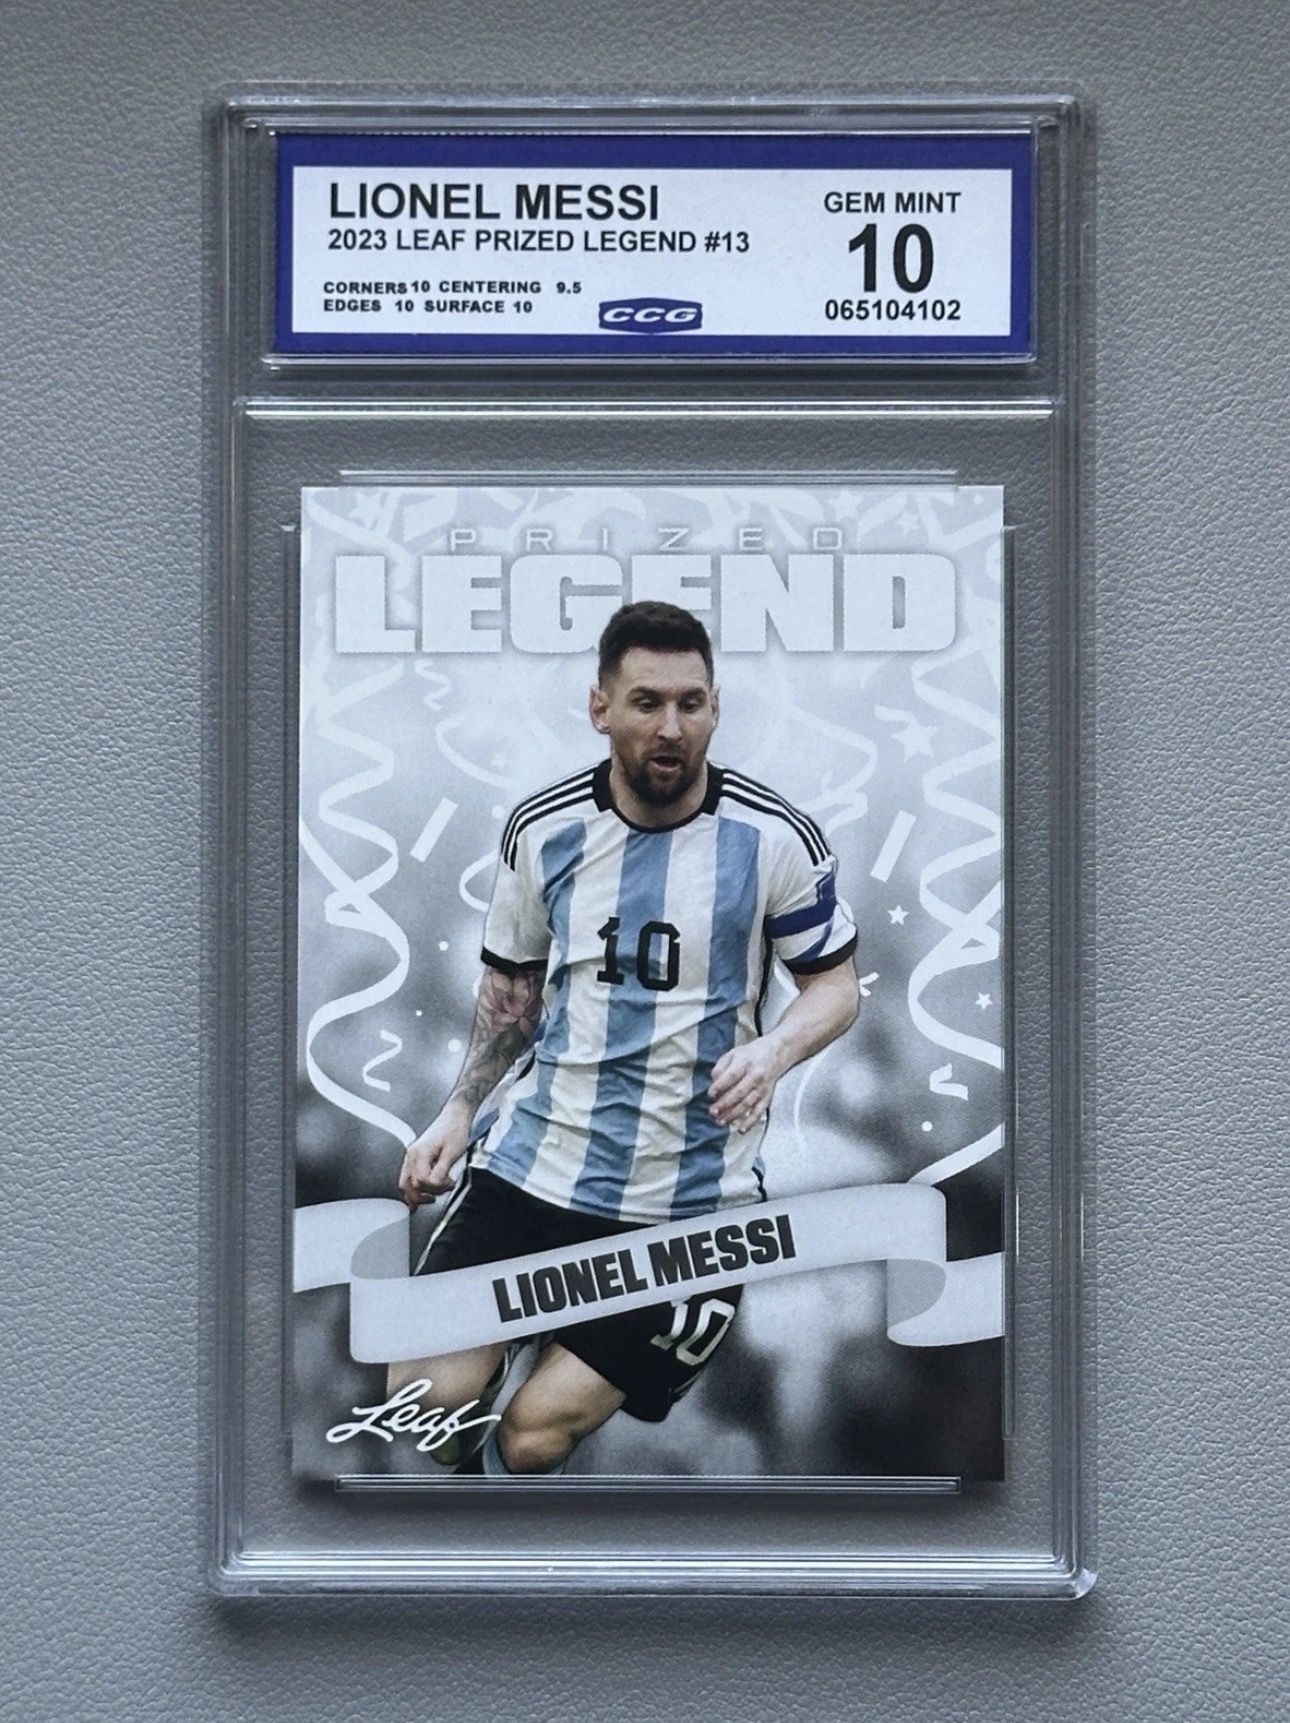 LIONEL MESSI
2023 LEAF PRIZED LEGEND #13
CORNERS 10 CENTERING 9.5
EDGES 10 SURFACE 10
CCG
GEM MINT
10
065104102
PRIZED
LEGEND
10
LIONEL MESSI
10
Leaf